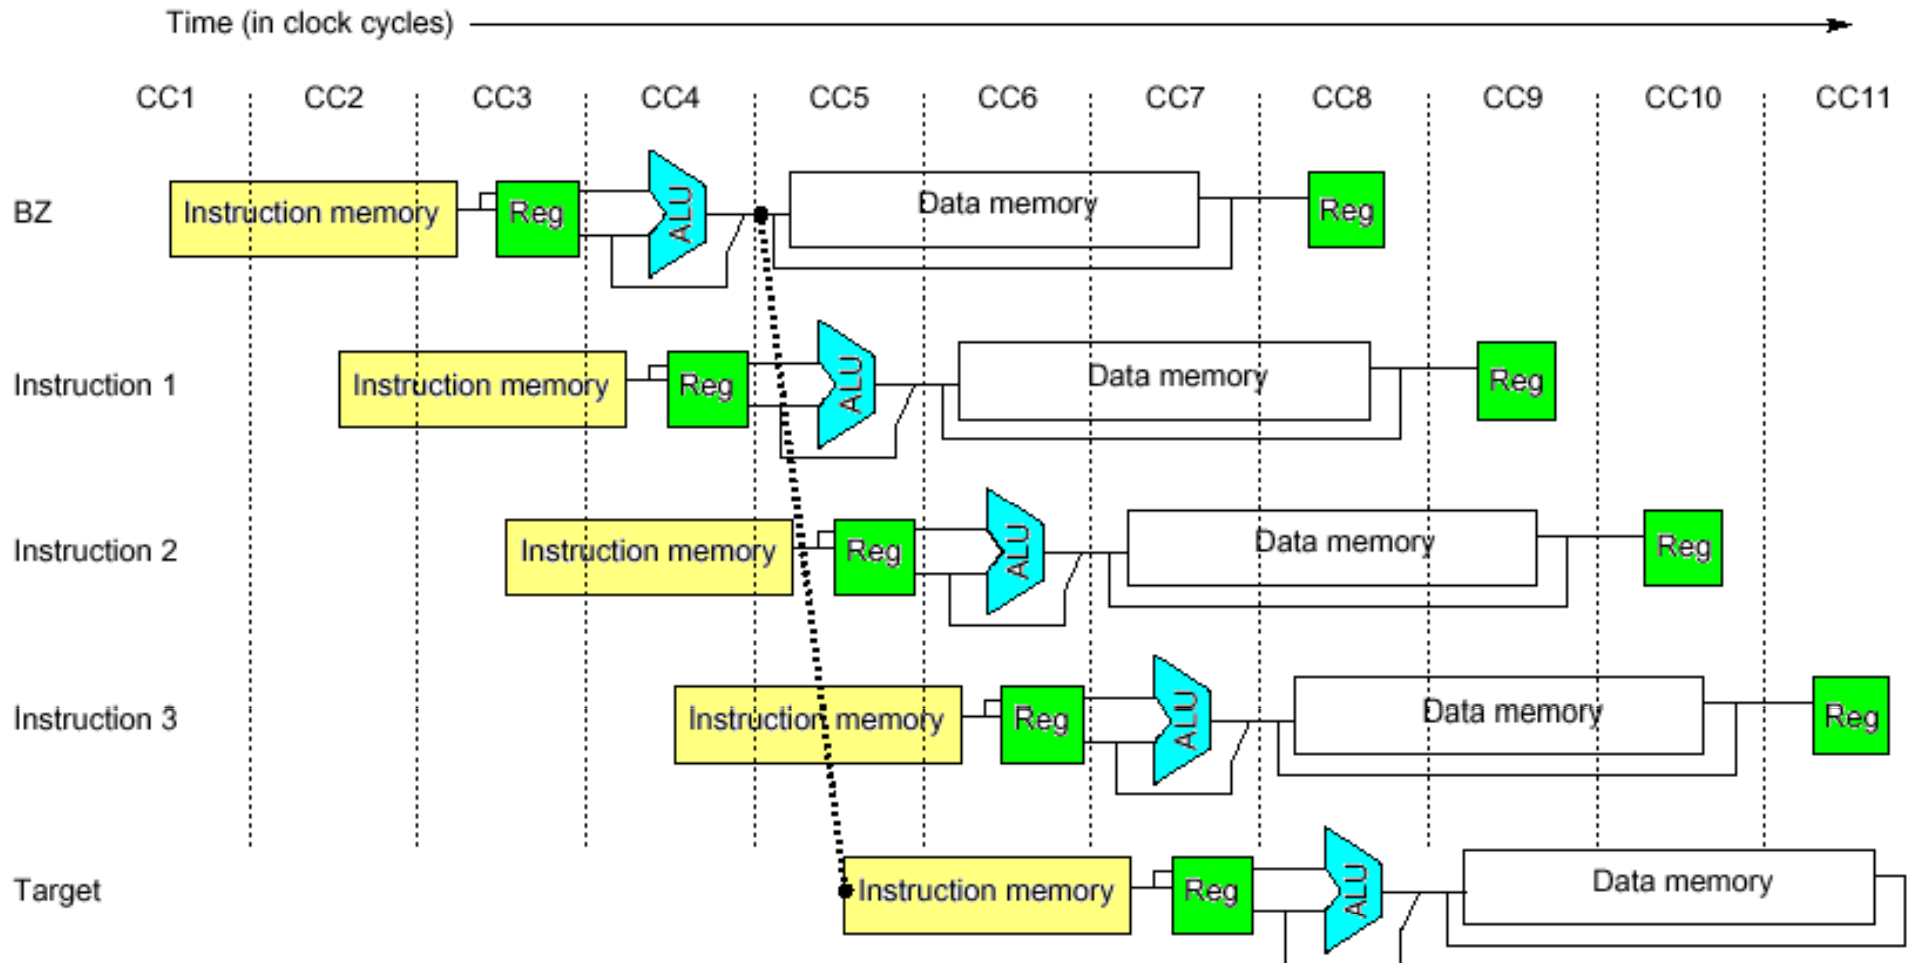 Time (in clock cycles)
CC1 CC2 CC3 CC4 CC5 CC6 CC7 CC8 CC9 CC10 CC11
BZ Instruction memory Reg ALU Data memory Reg
Instruction 1 Instruction memory Reg ALU Data memory Reg
Instruction 2 Instruction memory Reg ALU Data memory Reg
Instruction 3 Instruction memory Reg ALU Data memory Reg
Target Instruction memory Reg ALU Data memory